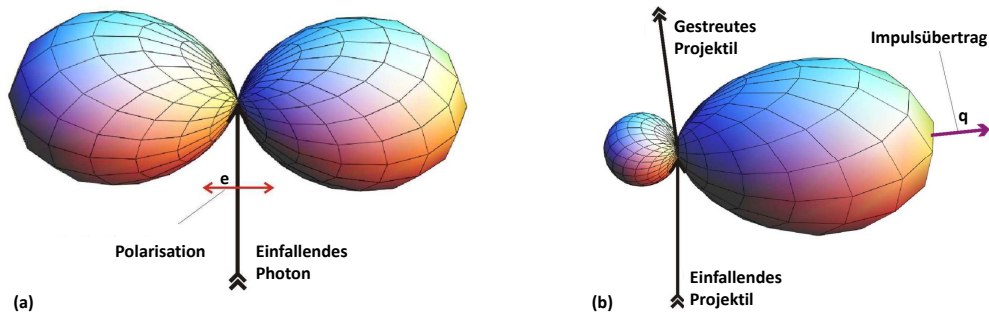 e
Polarisation
Einfallendes
Photon
(a)
Gestreutes
Projektil
Impulsübertrag
q
Einfallendes
Projektil
(b)